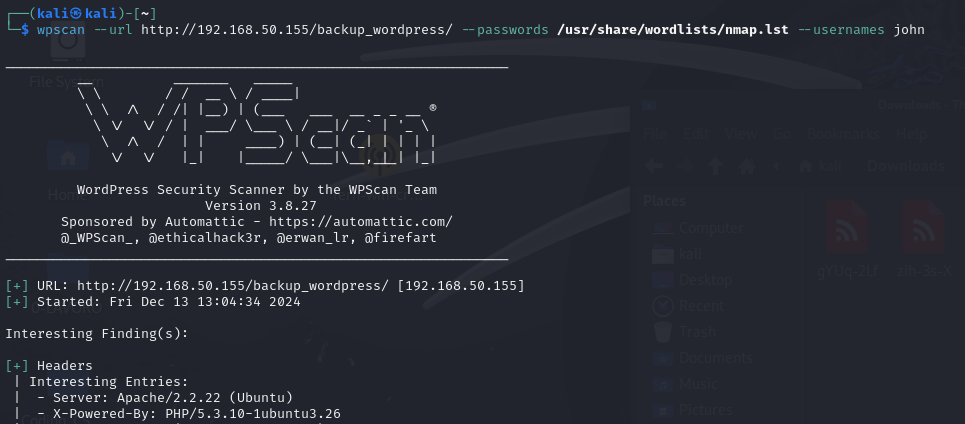 (kali㉿kali)-[~]
$ wpscan --url http://192.168.50.155/backup_wordpress/ --passwords /usr/share/wordlists/nmap.lst --usernames john
WPScan ®
WordPress Security Scanner by the WPScan Team
Version 3.8.27
Sponsored by Automattic - https://automattic.com/
@_WPScan_, @ethicalhack3r, @erwan_lr, @firefart
[+] URL: http://192.168.50.155/backup_wordpress/ [192.168.50.155]
[+] Started: Fri Dec 13 13:04:34 2024
Interesting Finding(s):
[+] Headers
| Interesting Entries:
| - Server: Apache/2.2.22 (Ubuntu)
| - X-Powered-By: PHP/5.3.10-1ubuntu3.26
File System
Home
Downloads
File Edit View Go Bookmarks Help
kali Downloads
Places
Computer
kali
Desktop
Recent
Trash
Documents
Music
Pictures